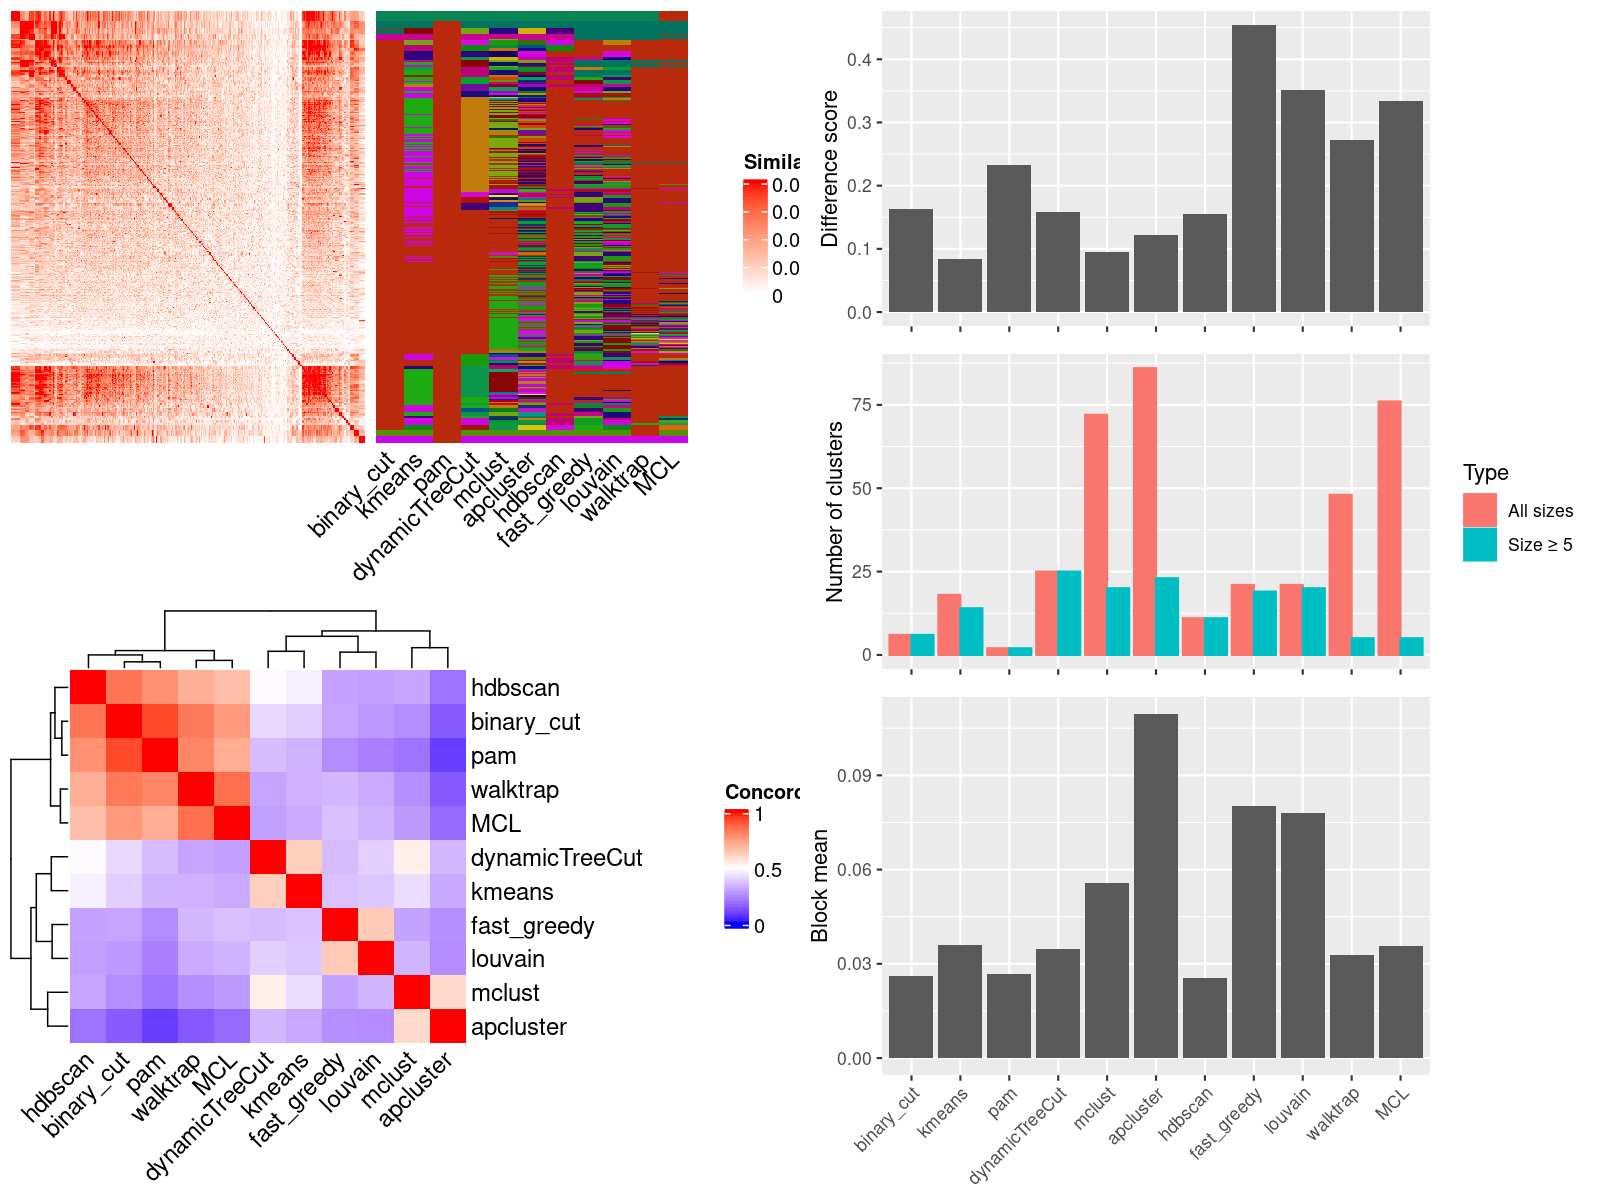 Simila
0.0
0.0
0.0
0.0
0
binary_cut
kmeans
pam
dynamicTreeCut
mclust
apcluster
hdbscan
fast_greedy
louvain
walktrap
MCL
hdbscan
binary_cut
pam
walktrap
MCL
dynamicTreeCut
kmeans
fast_greedy
louvain
mclust
apcluster
hdbscan
binary_cut
pam
walktrap
MCL
dynamicTreeCut
kmeans
fast_greedy
louvain
mclust
apcluster
Concord
1
0.5
0
Difference score
0.4
0.3
0.2
0.1
0.0
Number of clusters
75
50
25
0
Type
All sizes
Size ≥ 5
Block mean
0.09
0.06
0.03
0.00
binary_cut
kmeans
pam
dynamicTreeCut
mclust
apcluster
hdbscan
fast_greedy
louvain
walktrap
MCL